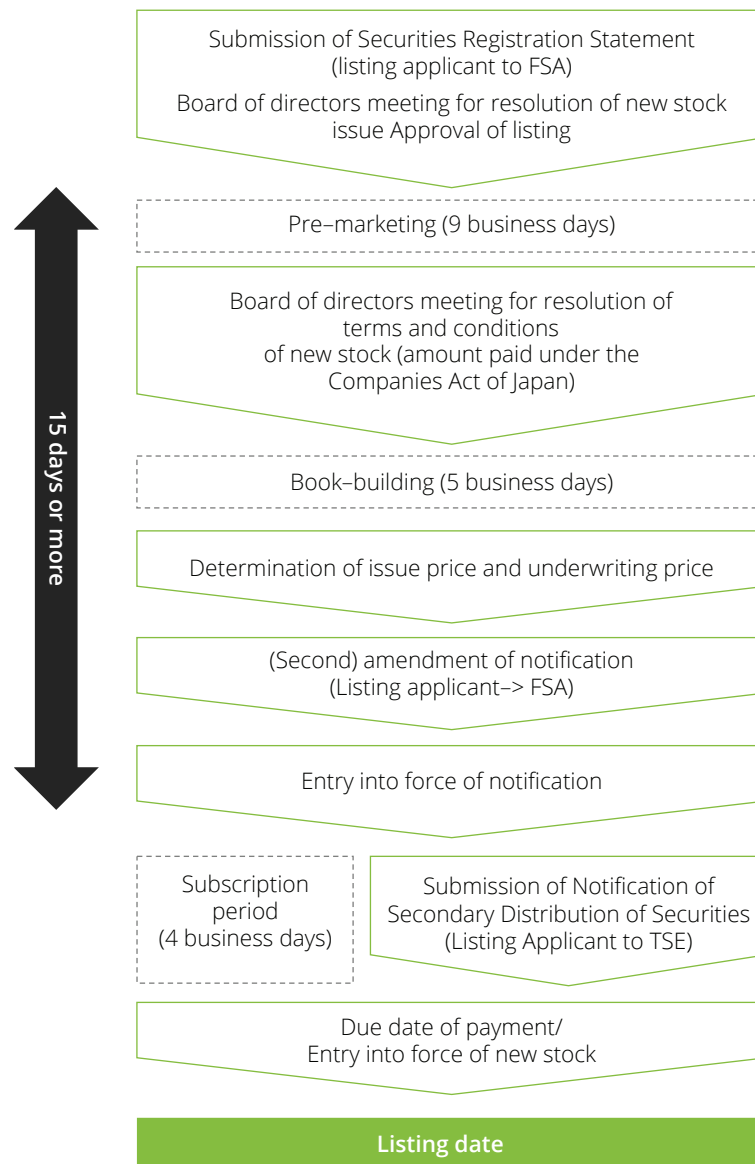 Submission of Securities Registration Statement
(listing applicant to FSA)
Board of directors meeting for resolution of new stock
issue Approval of listing
15 days or more
Pre–marketing (9 business days)
Board of directors meeting for resolution of
terms and conditions
of new stock (amount paid under the
Companies Act of Japan)
Book–building (5 business days)
Determination of issue price and underwriting price
(Second) amendment of notification
(Listing applicant–> FSA)
Entry into force of notification
Subscription
period
(4 business days)
Submission of Notification of
Secondary Distribution of Securities
(Listing Applicant to TSE)
Due date of payment/
Entry into force of new stock
Listing date